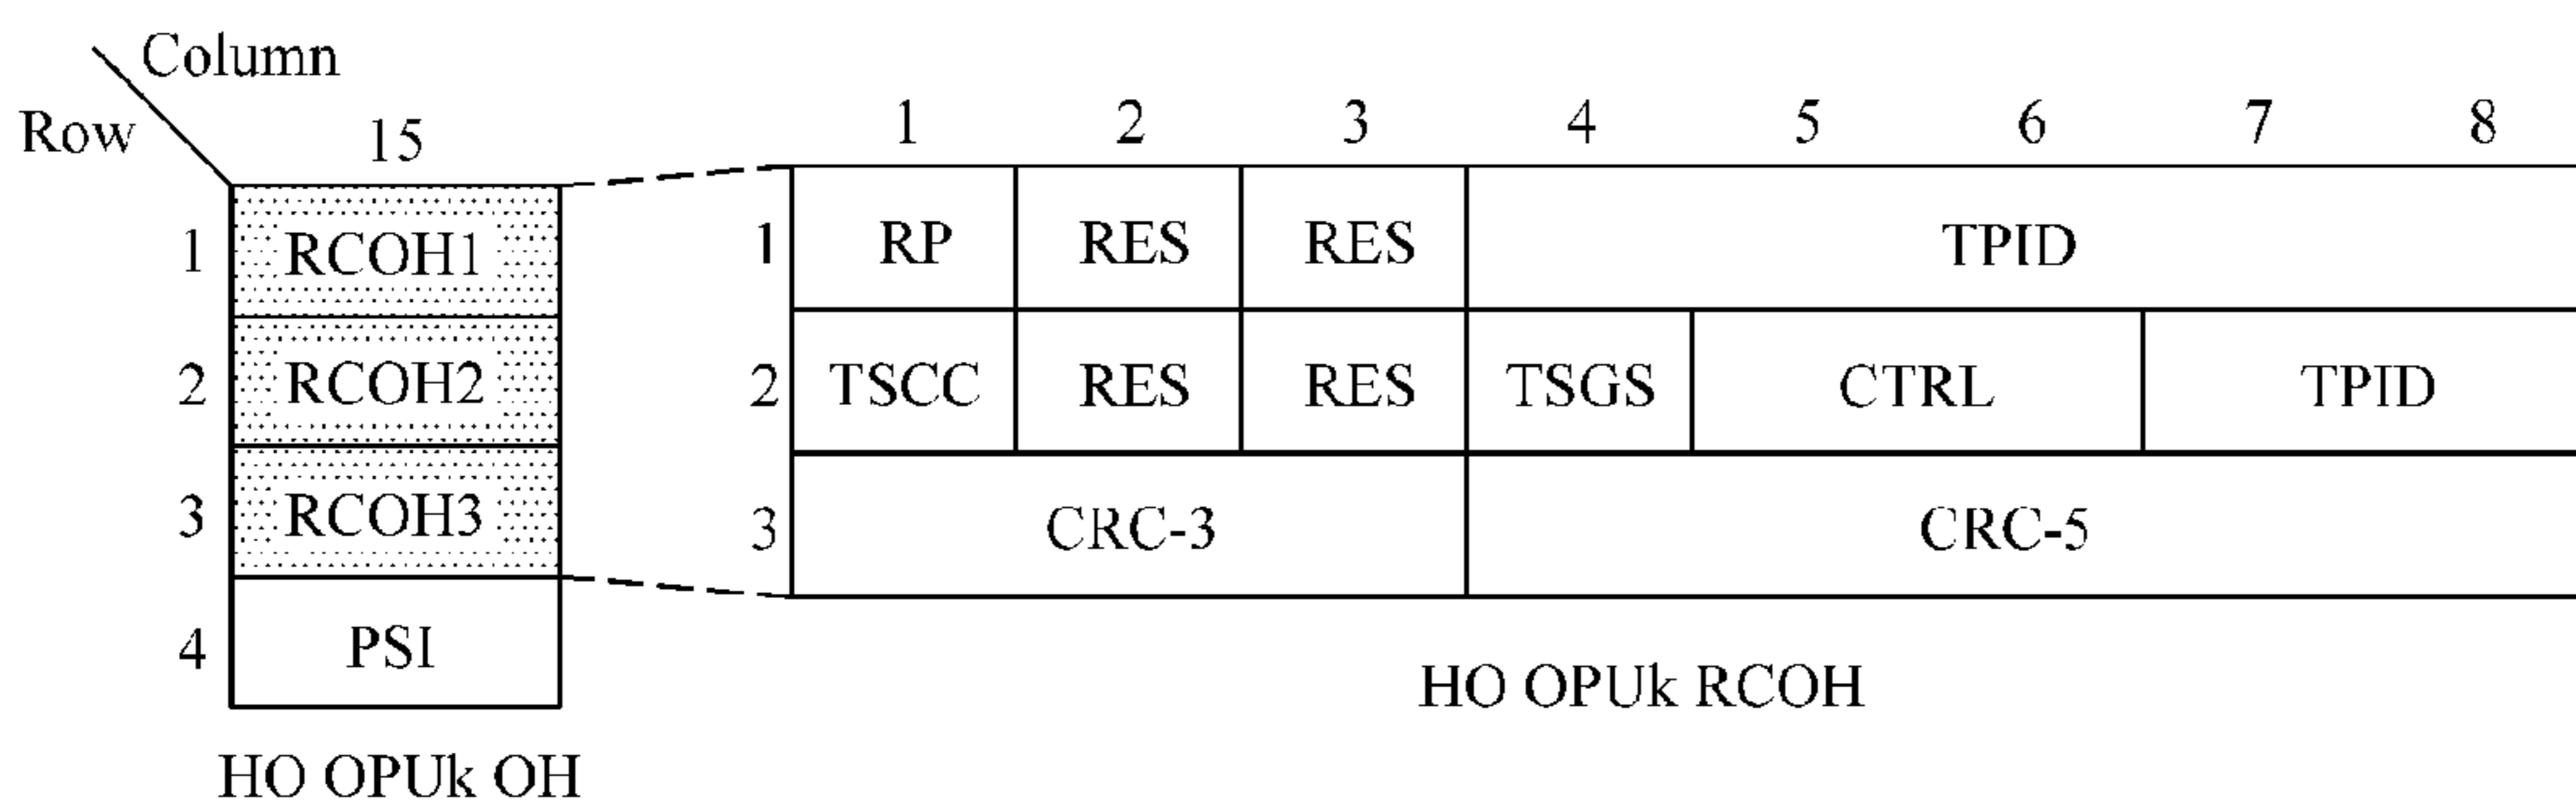 Column
Row
15
1 2 3 4 5 6 7 8
1 RCOH1
1 RP RES RES TPID
2 RCOH2
2 TSCC RES RES TSGS CTRL TPID
3 RCOH3
3 CRC-3 CRC-5
4 PSI
HO OPUk RCOH
HO OPUk OH